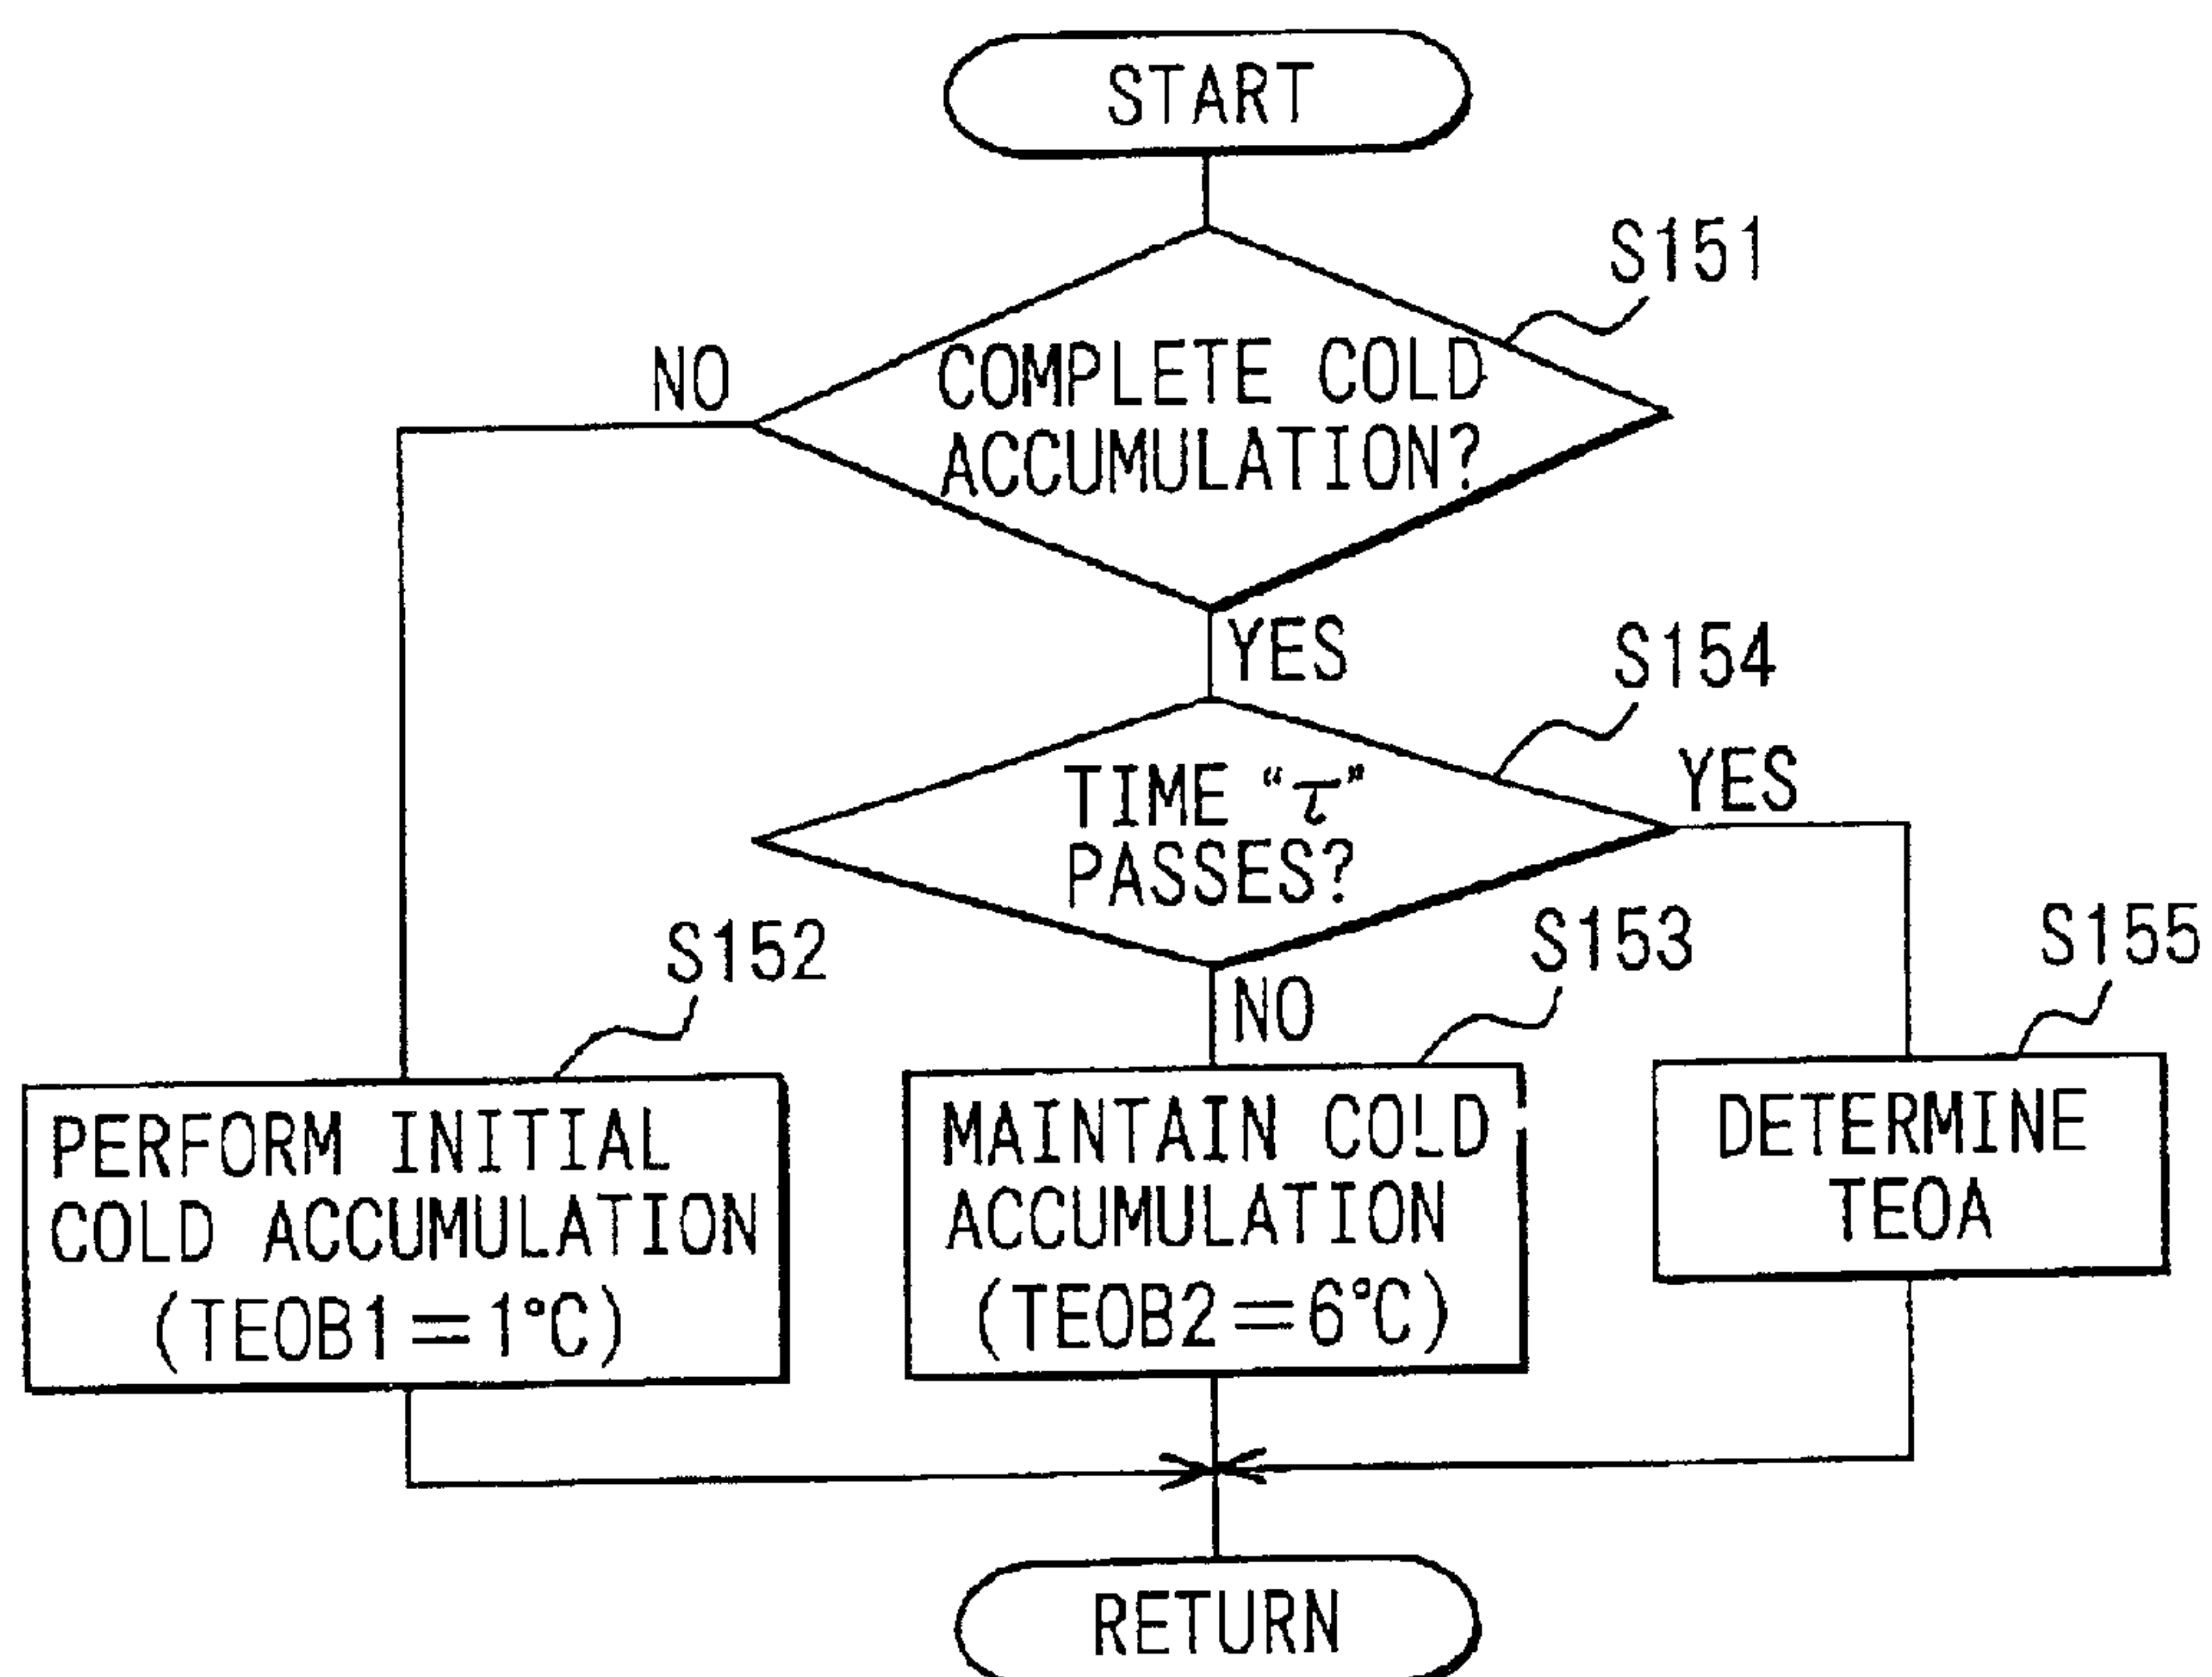 START
S151
NO
COMPLETE COLD
ACCUMULATION?
YES
S154
TIME “τ”
PASSES?
YES
S152
NO
S153
S155
PERFORM INITIAL
COLD ACCUMULATION
(TEOB1=1°C)
MAINTAIN COLD
ACCUMULATION
(TEOB2=6°C)
DETERMINE
TEOA
RETURN